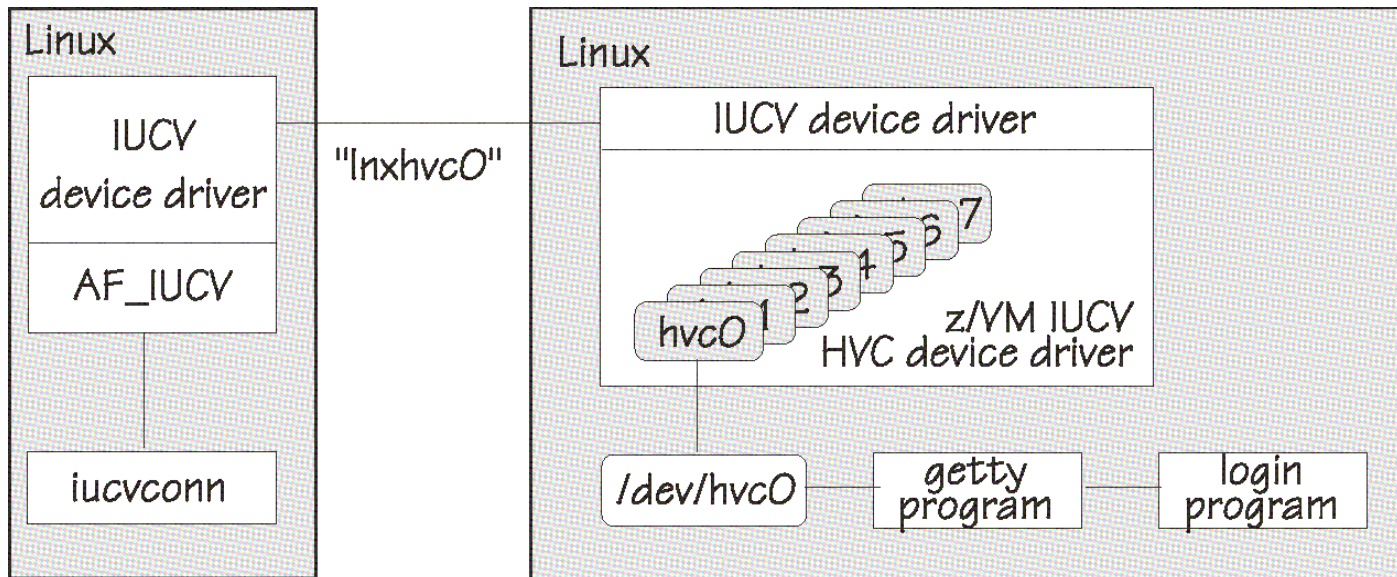 Linux
IUCV
device driver
AF_IUCV
iucvconn
"lnxhvc0"
Linux
IUCV device driver
7
6
5
4
3
2
1
hvc0
z/VM IUCV
HVC device driver
/dev/hvc0
getty
program
login
program